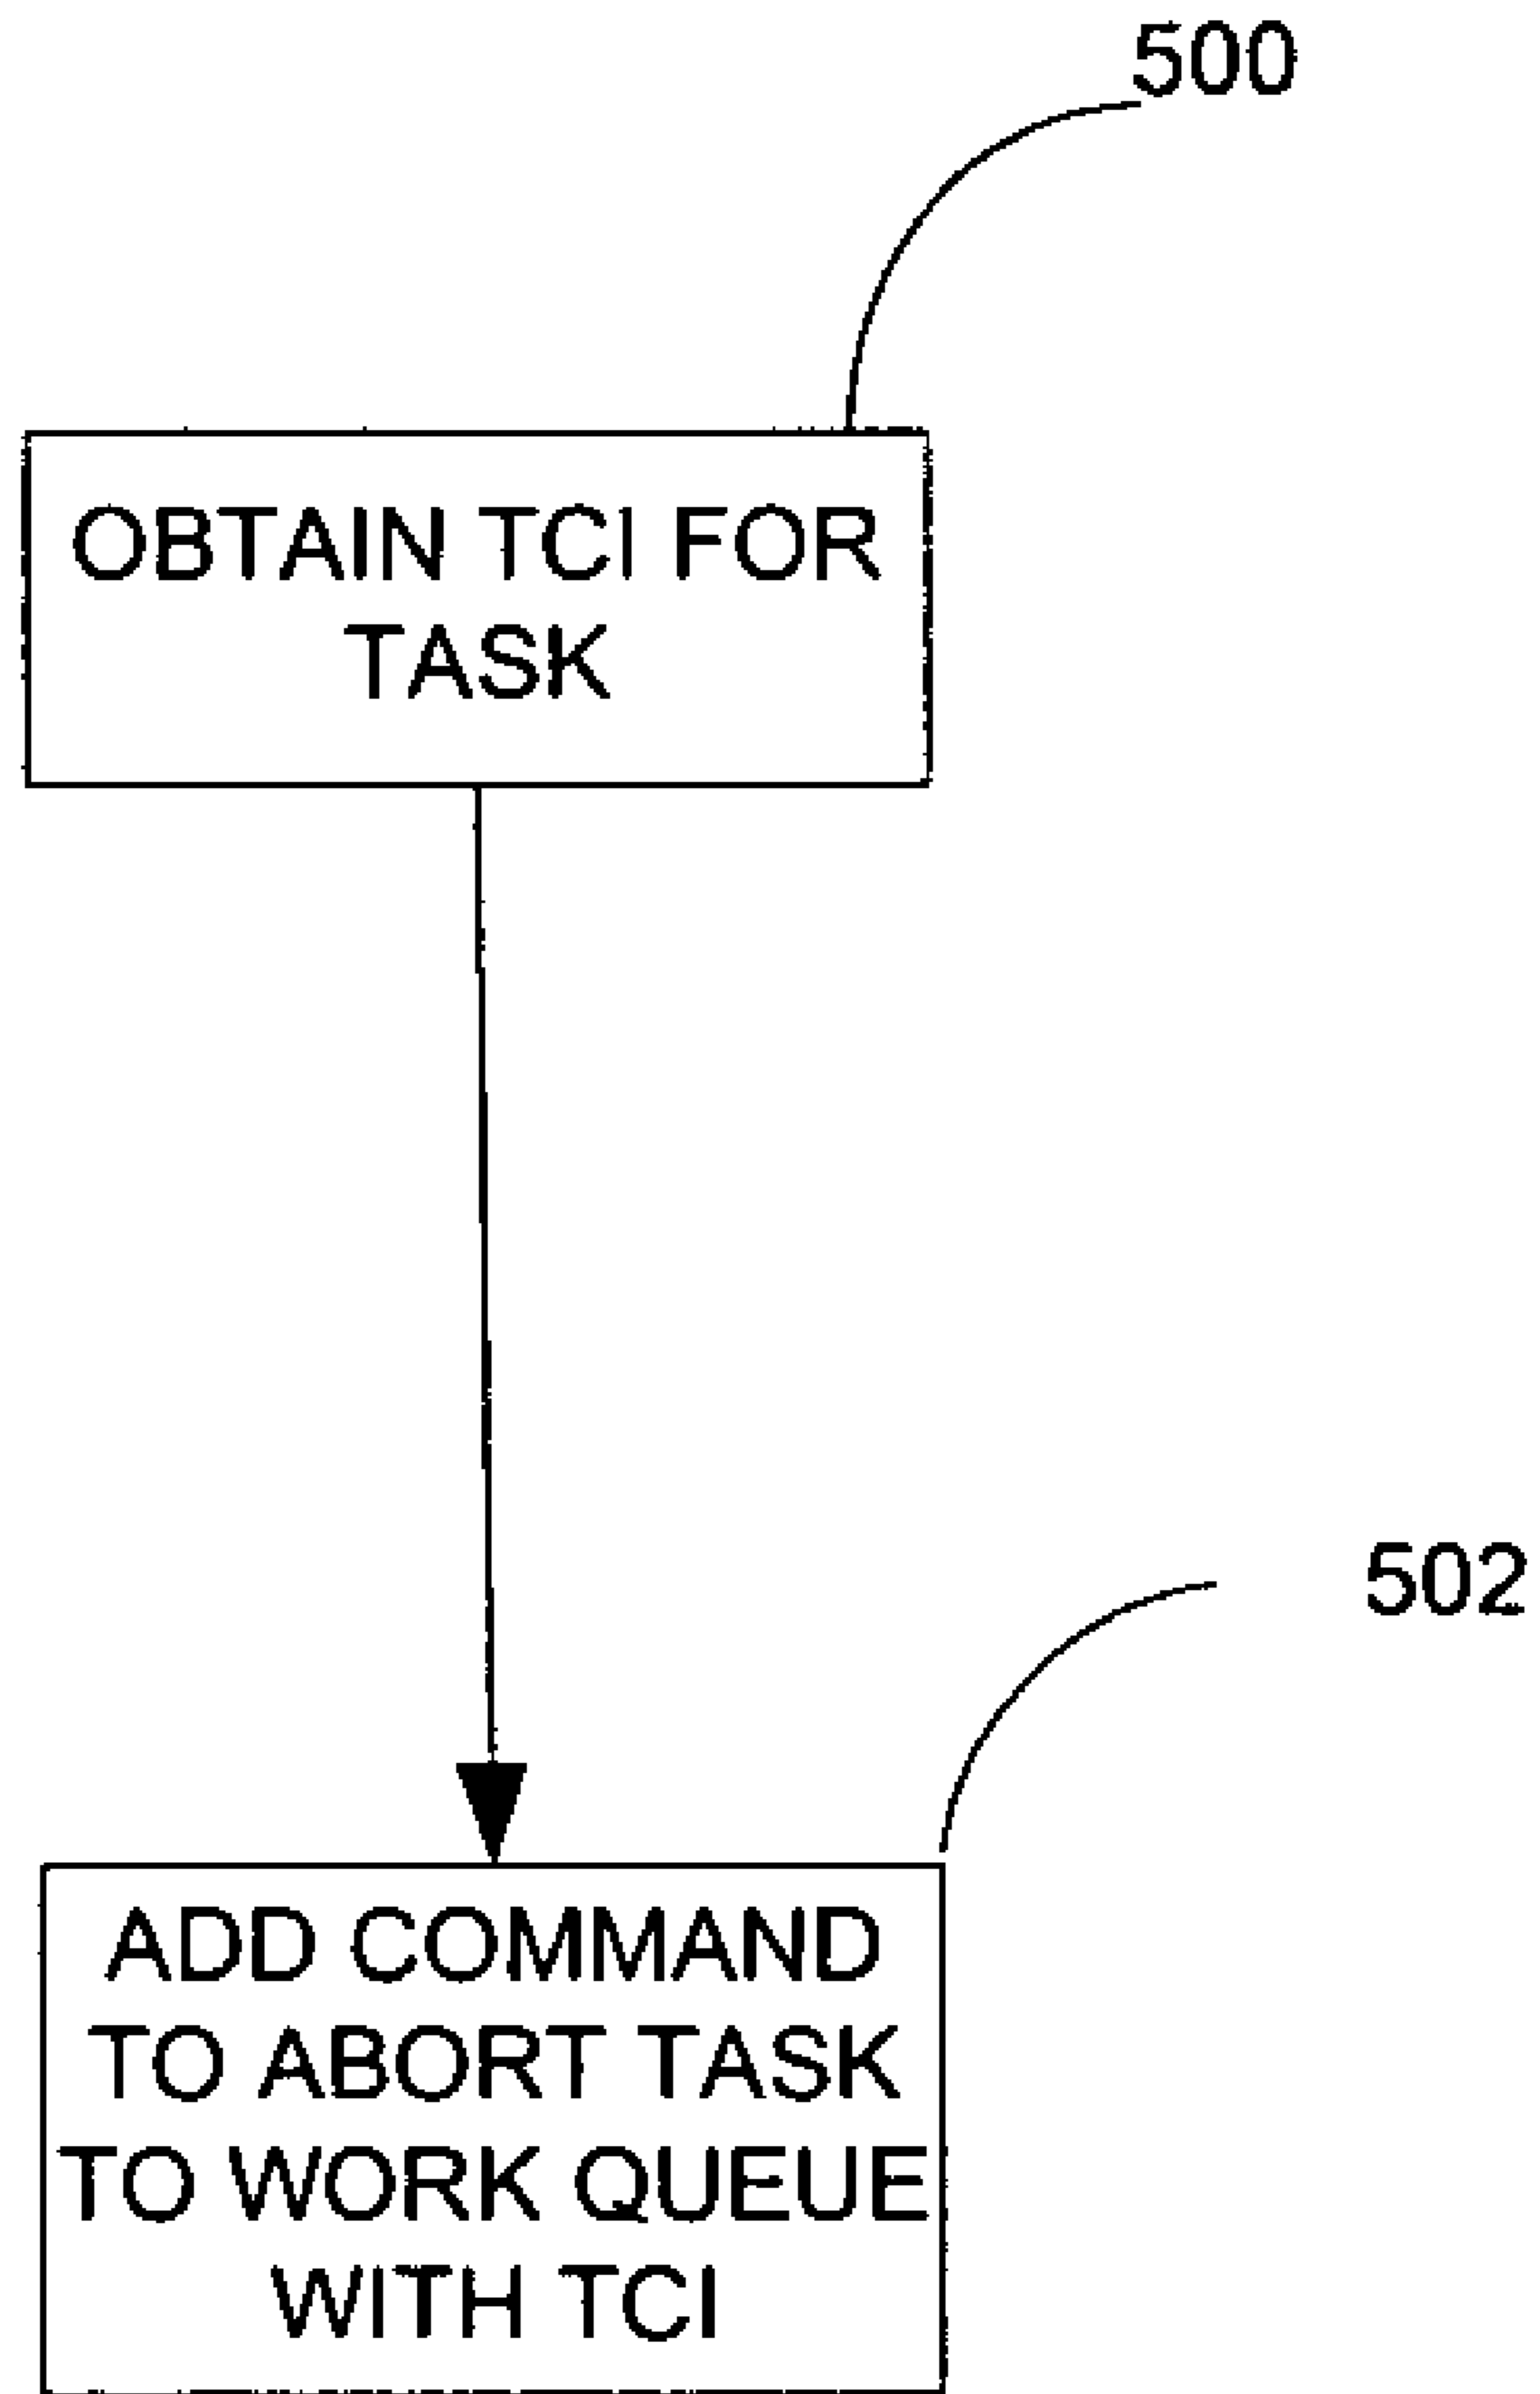 500
OBTAIN TCI FOR
TASK
502
ADD COMMAND
TO ABORT TASK
TO WORK QUEUE
WITH TCI